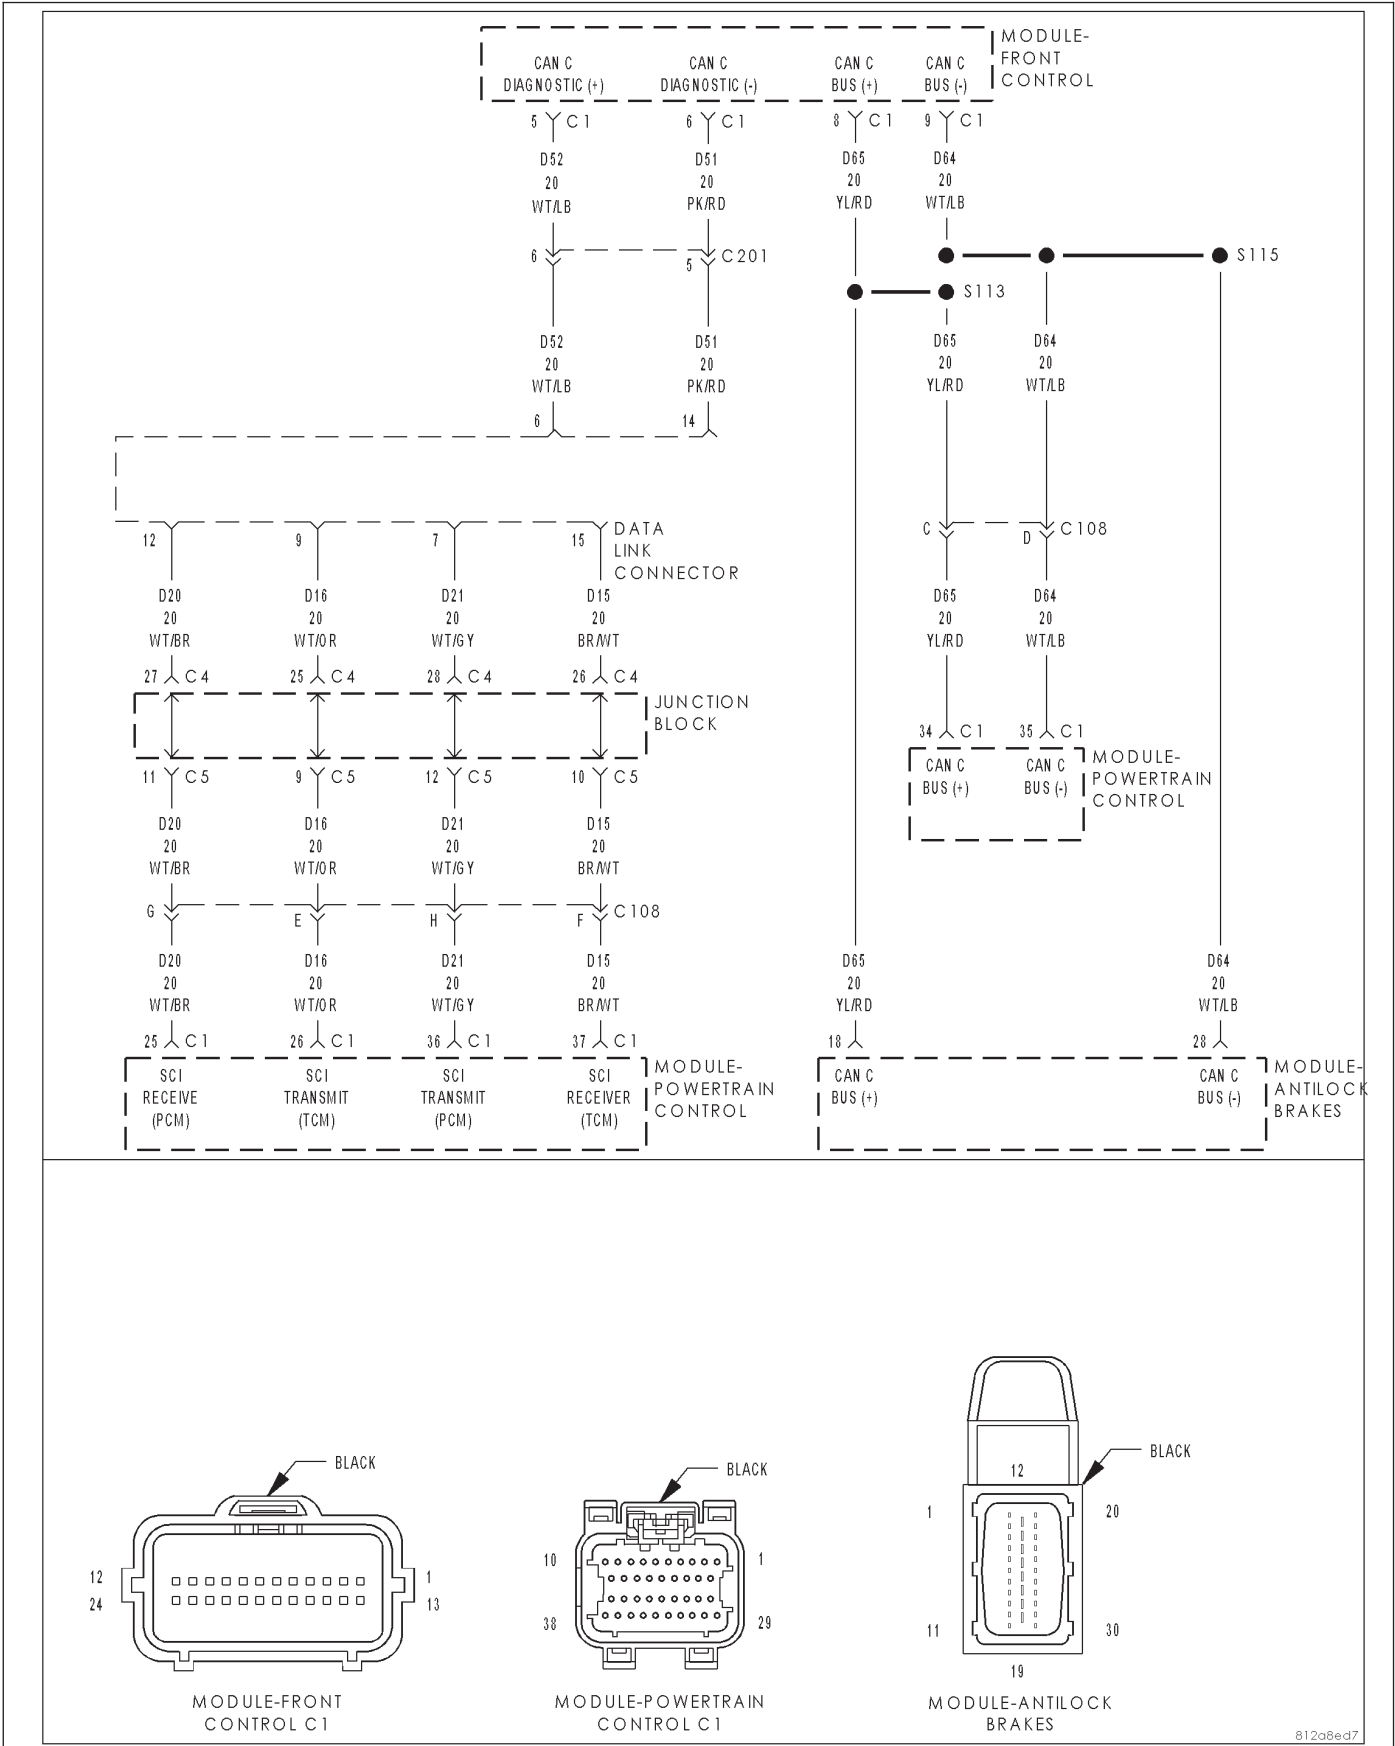 MODULE-
FRONT
CONTROL
CAN C CAN C CAN C CAN C
DIAGNOSTIC (+) DIAGNOSTIC (-) BUS (+) BUS (-)
5 C1 6 C1 8 C1 9 C1
D52 D51 D65 D64
20 20 20 20
WT/LB PK/RD YL/RD WT/LB
6 5 C201 S115
S113
D52 D51 D65 D64
20 20 20 20
WT/LB PK/RD YL/RD WT/LB
6 14
12 9 7 15 DATA
LINK
CONNECTOR
C D C108
D20 D16 D21 D15 D65 D64
20 20 20 20 20 20
WT/BR WT/OR WT/GY BR/WT YL/RD WT/LB
27 C4 25 C4 28 C4 26 C4
JUNCTION
BLOCK
34 C1 35 C1
CAN C CAN C
BUS (+) BUS (-)
MODULE-
POWERTRAIN
CONTROL
11 C5 9 C5 12 C5 10 C5
D20 D16 D21 D15
20 20 20 20
WT/BR WT/OR WT/GY BR/WT
G E H F C108
D20 D16 D21 D15 D65 D64
20 20 20 20 20 20
WT/BR WT/OR WT/GY BR/WT YL/RD WT/LB
25 C1 26 C1 36 C1 37 C1 18 28
SCI SCI SCI SCI
RECEIVE TRANSMIT TRANSMIT RECEIVER
(PCM) (TCM) (PCM) (TCM)
MODULE-
POWERTRAIN
CONTROL
CAN C CAN C
BUS (+) BUS (-)
MODULE-
ANTILOCK
BRAKES
BLACK
12 1
24 13
MODULE-FRONT
CONTROL C1
BLACK
10 1
38 29
MODULE-POWERTRAIN
CONTROL C1
BLACK
12
1 20
11 30
19
MODULE-ANTILOCK
BRAKES
812a8ed7